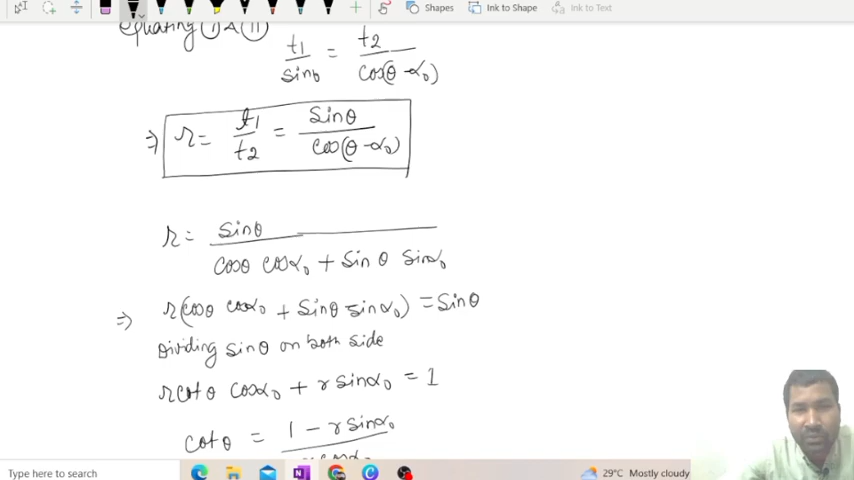 Shapes Ink to Shape Ink to Text
equating (I) & (II)
t1/sinθ = t2/cos(θ-α0)
⇒ r = t1/t2 = sinθ/cos(θ-α0)
r = sinθ/cosθ cosα0 + sinθ sinα0
⇒ r(cosθ cosα0 + sinθ sinα0) = sinθ
Dividing sinθ on both side
rcotθ cosα0 + r sinα0 = 1
cotθ = 1 - r sinα0/r cosα0
Type here to search
29°C Mostly cloudy